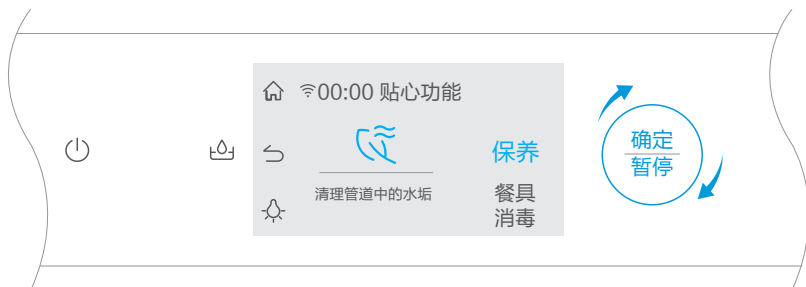 00:00 贴心功能
保养
清理管道中的水垢
餐具
消毒
确定
暂停